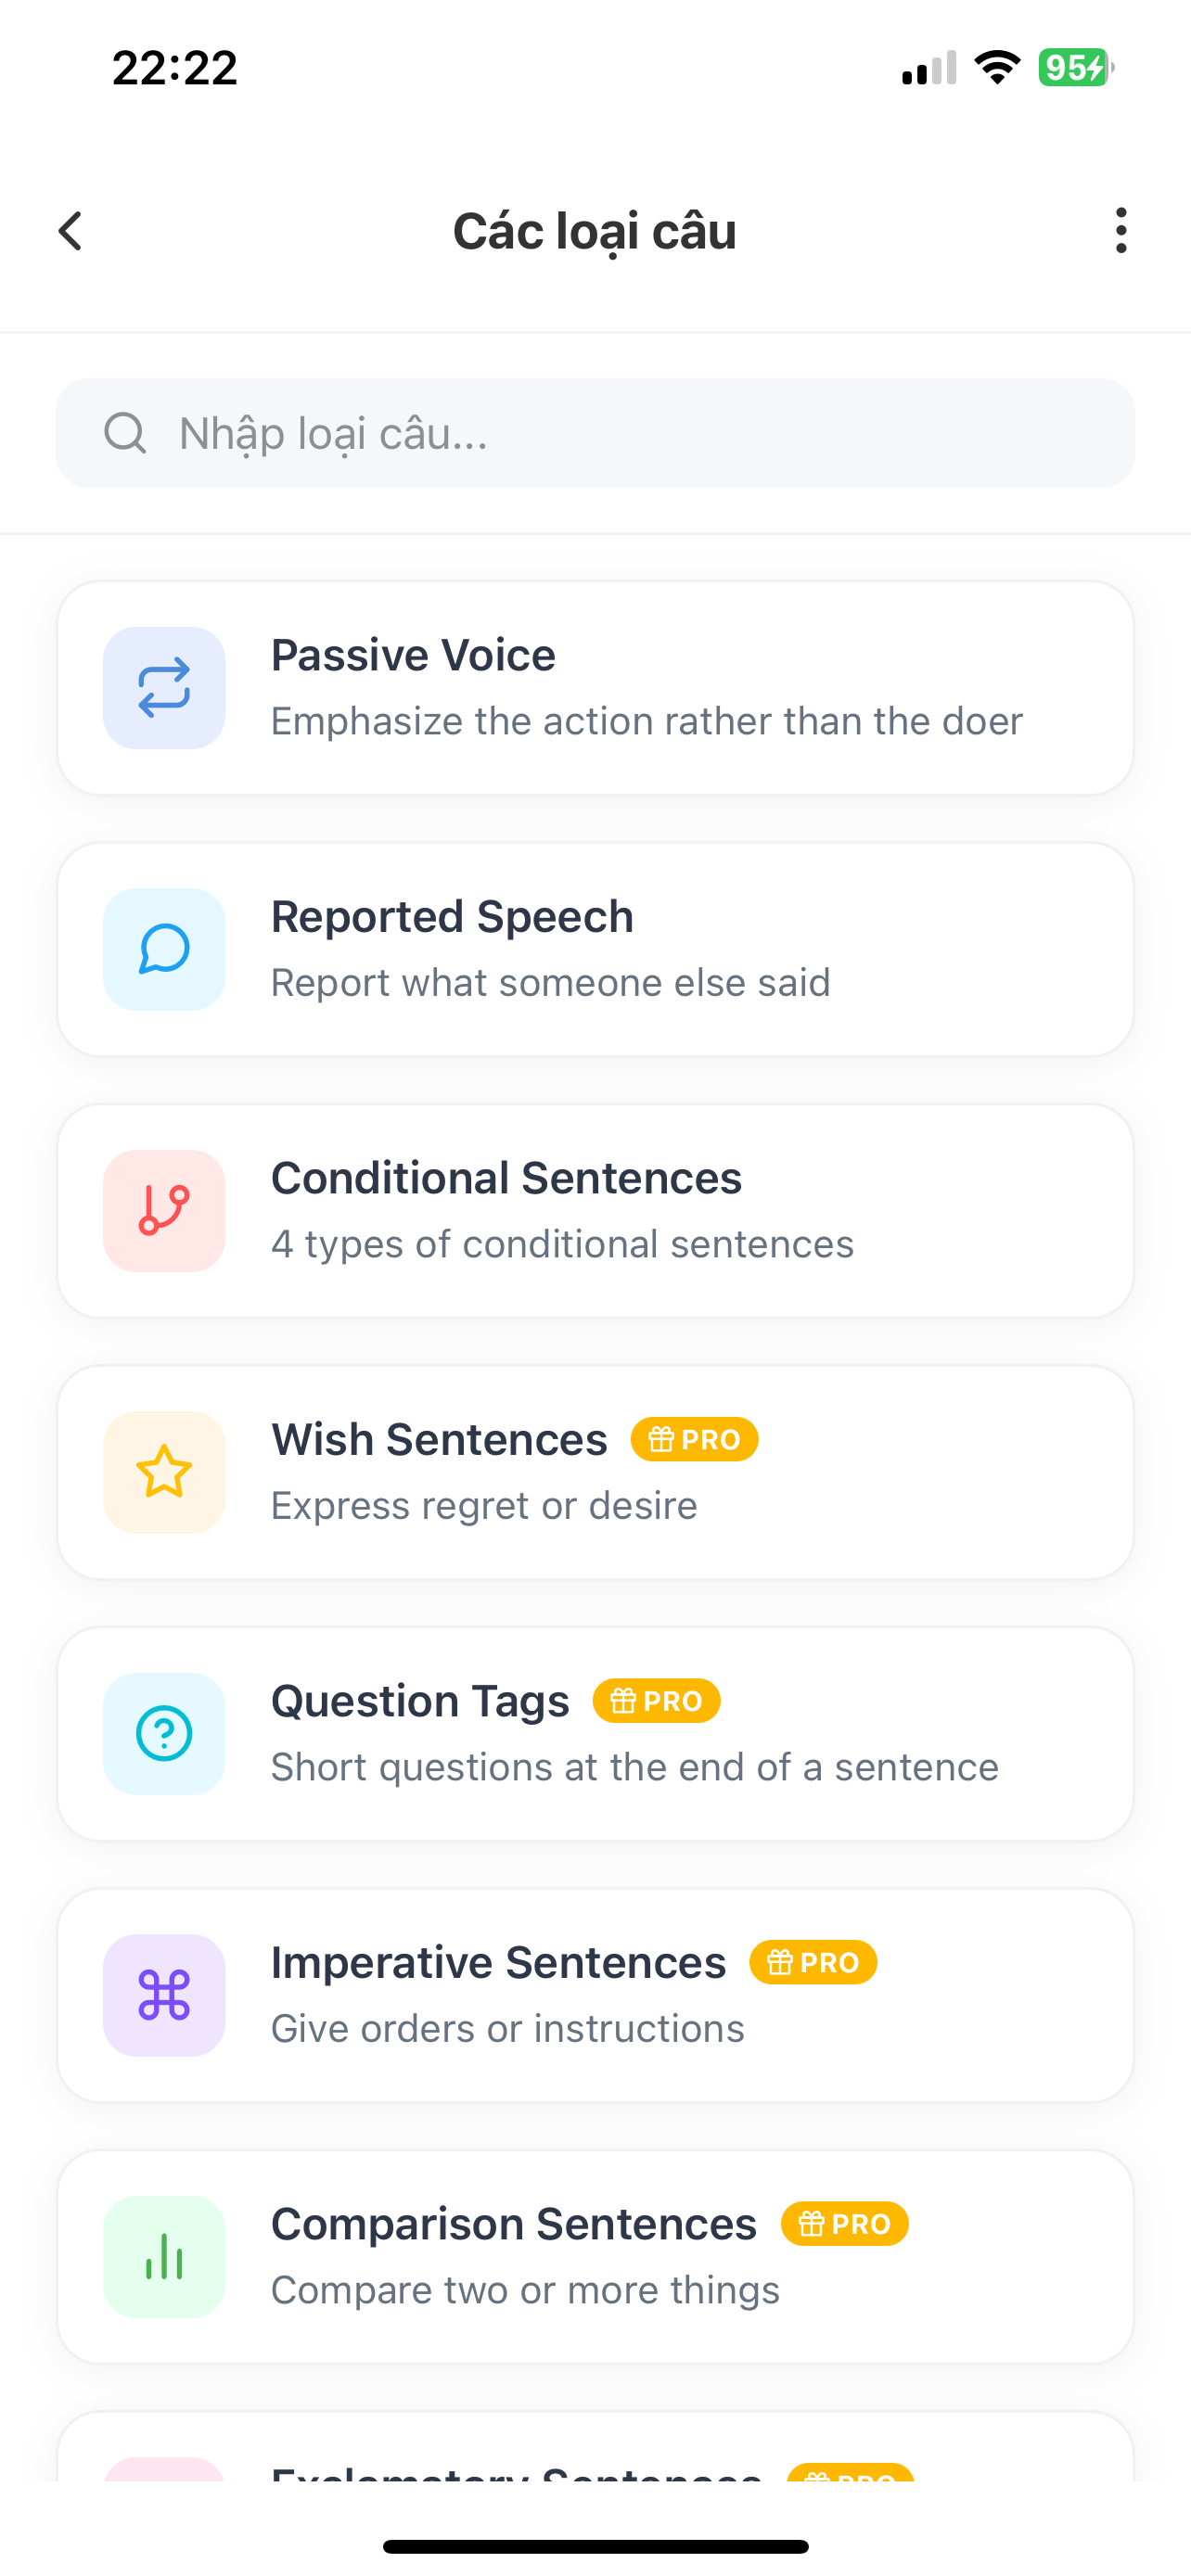 22:22
95
Các loại câu
Nhập loại câu...
Passive Voice
Emphasize the action rather than the doer
Reported Speech
Report what someone else said
Conditional Sentences
4 types of conditional sentences
Wish Sentences PRO
Express regret or desire
Question Tags PRO
Short questions at the end of a sentence
Imperative Sentences PRO
Give orders or instructions
Comparison Sentences PRO
Compare two or more things
Sentences PRO